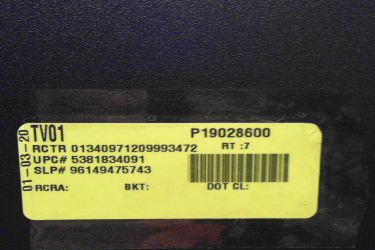 01-03-20
TV01 P19028600
RCTR 01340971209993472 RT :7
UPC# 5381834091
SLP# 96149475743
RCRA: BKT: DOT CL: